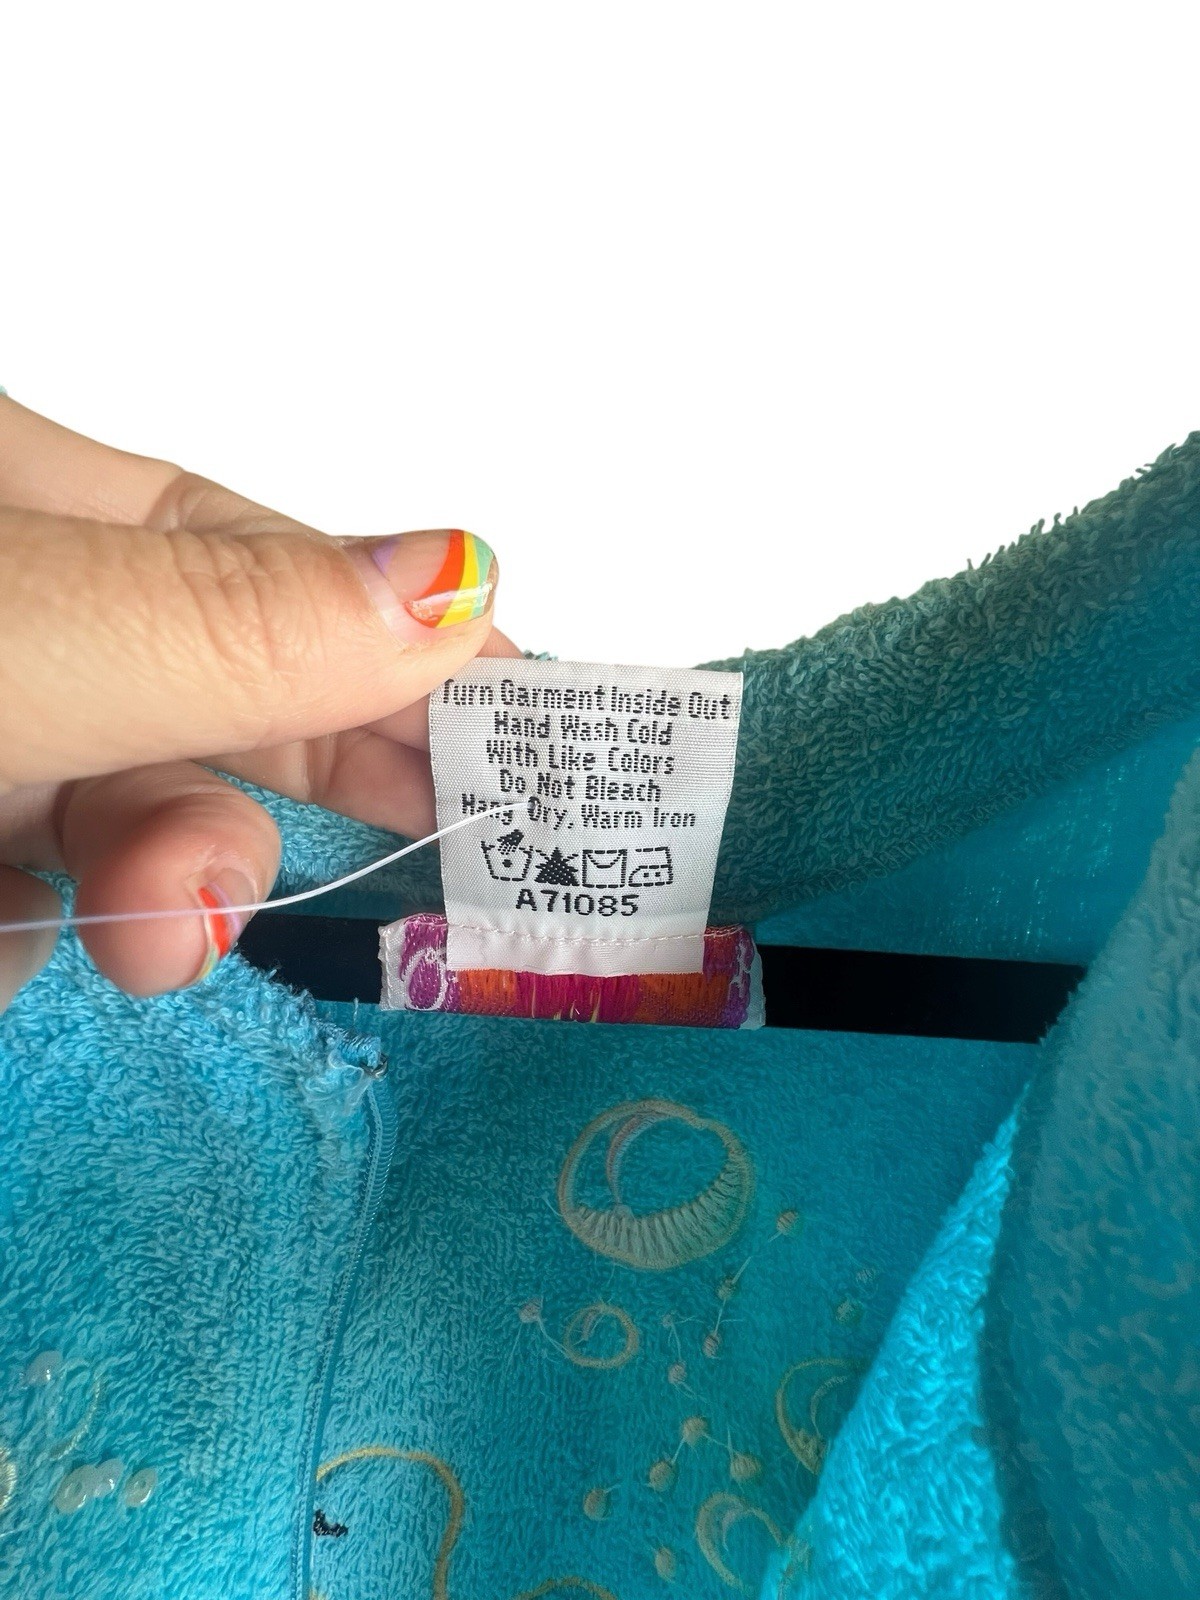 Turn Garment Inside Out
Hand Wash Cold
With Like Colors
Do Not Bleach
Hang Dry, Warm Iron
A71085